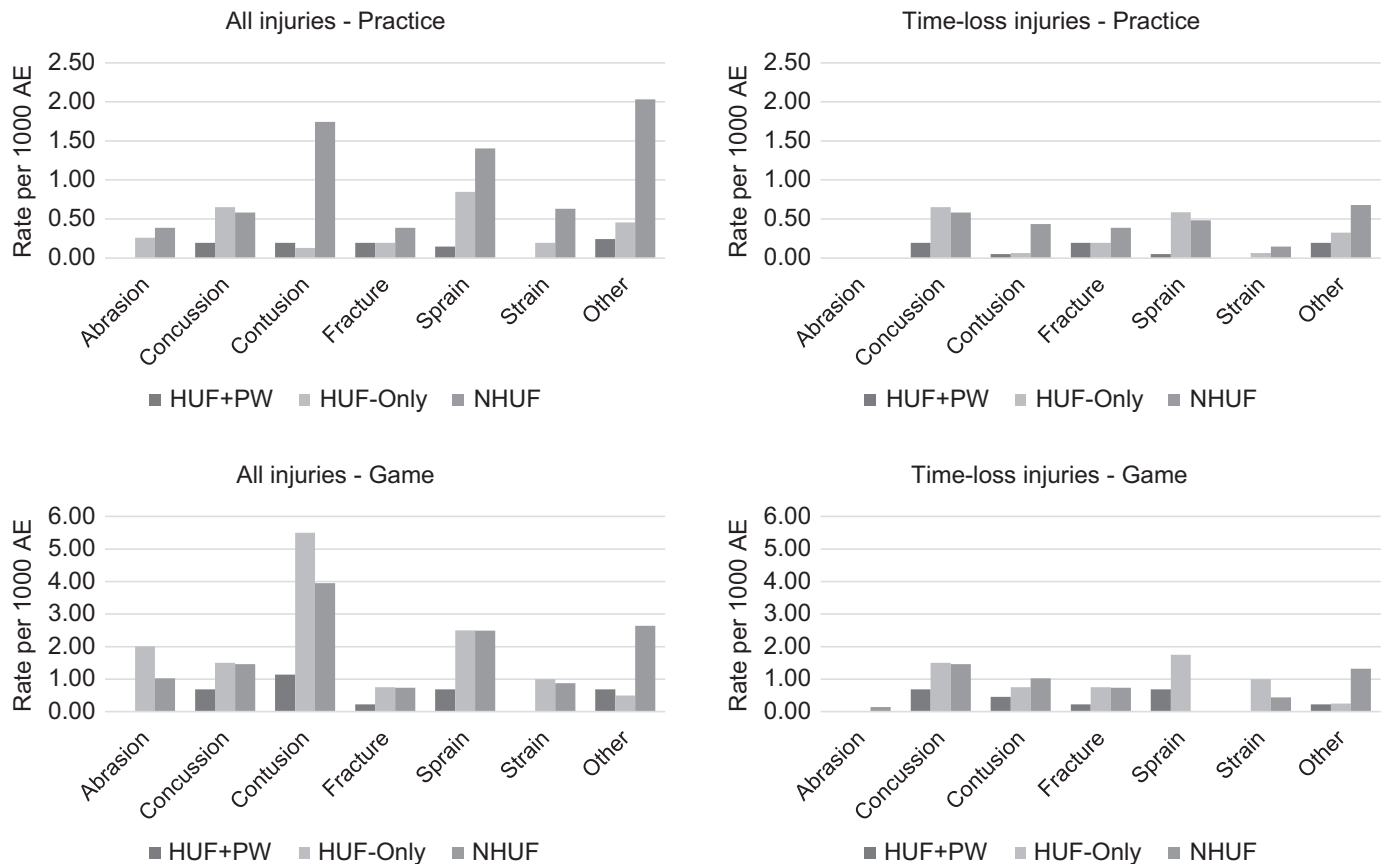 All injuries - Practice
Rate per 1000 AE
2.50
2.00
1.50
1.00
0.50
0.00
Abrasion
Concussion
Contusion
Fracture
Sprain
Strain
Other
HUF+PW HUF-Only NHUF
Time-loss injuries - Practice
Rate per 1000 AE
2.50
2.00
1.50
1.00
0.50
0.00
Abrasion
Concussion
Contusion
Fracture
Sprain
Strain
Other
HUF+PW HUF-Only NHUF
All injuries - Game
Rate per 1000 AE
6.00
5.00
4.00
3.00
2.00
1.00
0.00
Abrasion
Concussion
Contusion
Fracture
Sprain
Strain
Other
HUF+PW HUF-Only NHUF
Time-loss injuries - Game
Rate per 1000 AE
6.00
5.00
4.00
3.00
2.00
1.00
0.00
Abrasion
Concussion
Contusion
Fracture
Sprain
Strain
Other
HUF+PW HUF-Only NHUF